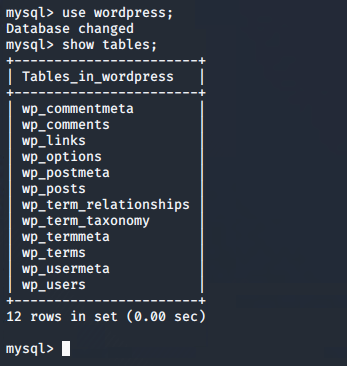 mysql> use wordpress;
Database changed
mysql> show tables;
+-----------------------+
| Tables_in_wordpress   |
+-----------------------+
| wp_commentmeta        |
| wp_comments           |
| wp_links              |
| wp_options            |
| wp_postmeta           |
| wp_posts              |
| wp_term_relationships |
| wp_term_taxonomy      |
| wp_termmeta           |
| wp_terms              |
| wp_usermeta           |
| wp_users              |
+-----------------------+
12 rows in set (0.00 sec)
mysql>